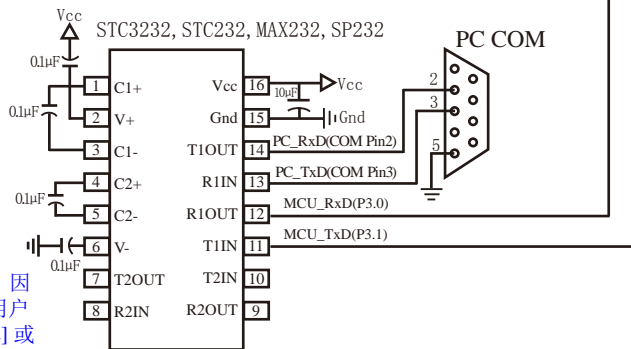 Vcc
STC3232, STC232, MAX232, SP232
PC COM
0.1μF
0.1μF
1 C1+
Vcc 16
Vcc
10μF
2 V+
Gnd 15
Gnd
3 C1-
T1OUT 14
PC_RxD(COM Pin2)
2
3
5
4 C2+
R1IN 13
PC_TxD(COM Pin3)
0.1μF
5 C2-
R1OUT 12
MCU_RxD(P3.0)
6 V-
T1IN 11
MCU_TxD(P3.1)
0.1μF
7 T2OUT
T2IN 10
8 R2IN
R2OUT 9
因
用户
] 或